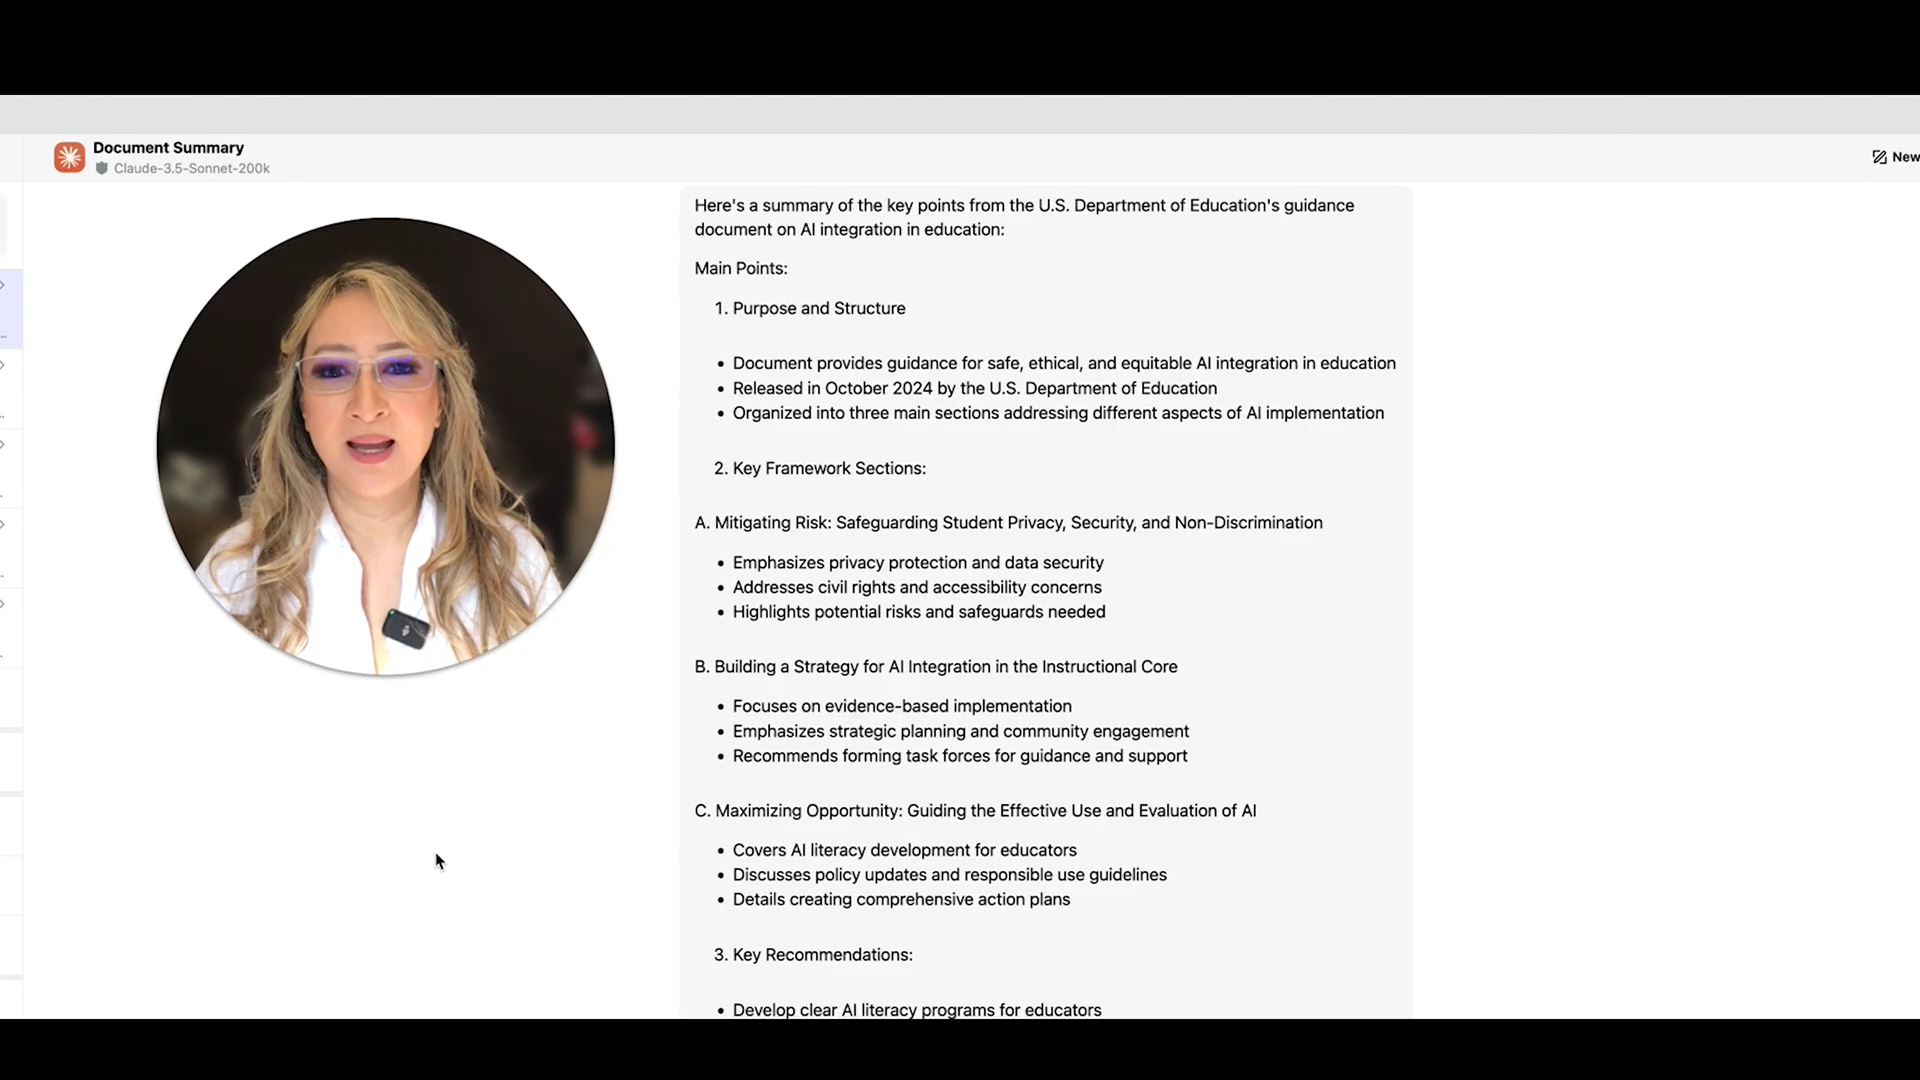 Document Summary
Claude-3.5-Sonnet-200k
New
Here's a summary of the key points from the U.S. Department of Education's guidance
document on AI integration in education:
Main Points:
1. Purpose and Structure
• Document provides guidance for safe, ethical, and equitable AI integration in education
• Released in October 2024 by the U.S. Department of Education
• Organized into three main sections addressing different aspects of AI implementation
2. Key Framework Sections:
A. Mitigating Risk: Safeguarding Student Privacy, Security, and Non-Discrimination
• Emphasizes privacy protection and data security
• Addresses civil rights and accessibility concerns
• Highlights potential risks and safeguards needed
B. Building a Strategy for AI Integration in the Instructional Core
• Focuses on evidence-based implementation
• Emphasizes strategic planning and community engagement
• Recommends forming task forces for guidance and support
C. Maximizing Opportunity: Guiding the Effective Use and Evaluation of AI
• Covers AI literacy development for educators
• Discusses policy updates and responsible use guidelines
• Details creating comprehensive action plans
3. Key Recommendations:
• Develop clear AI literacy programs for educators